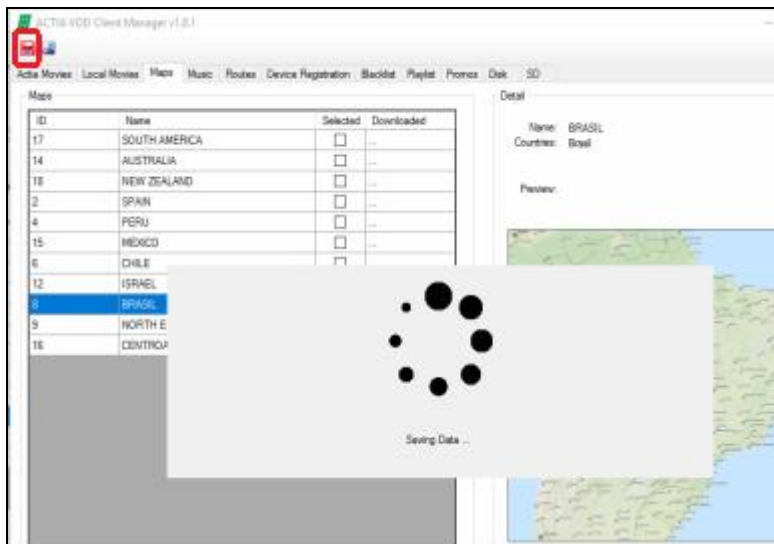 ACTIA VOD Client Manager v1.0.1
Actia Movies Local Movies Maps Music Routes Device Registration Blacklist Playlist Promos Disk SD
Maps
Detail
ID Name Selected Downloaded
17 SOUTH AMERICA ...
14 AUSTRALIA ...
18 NEW ZEALAND ...
2 SPAIN ...
4 PERU ...
15 MEXICO ...
6 CHILE
12 ISRAEL
8 BRASIL
9 NORTH E
16 CENTROA
Name: BRASIL
Countries: Brasil
Preview:
Saving Data ...